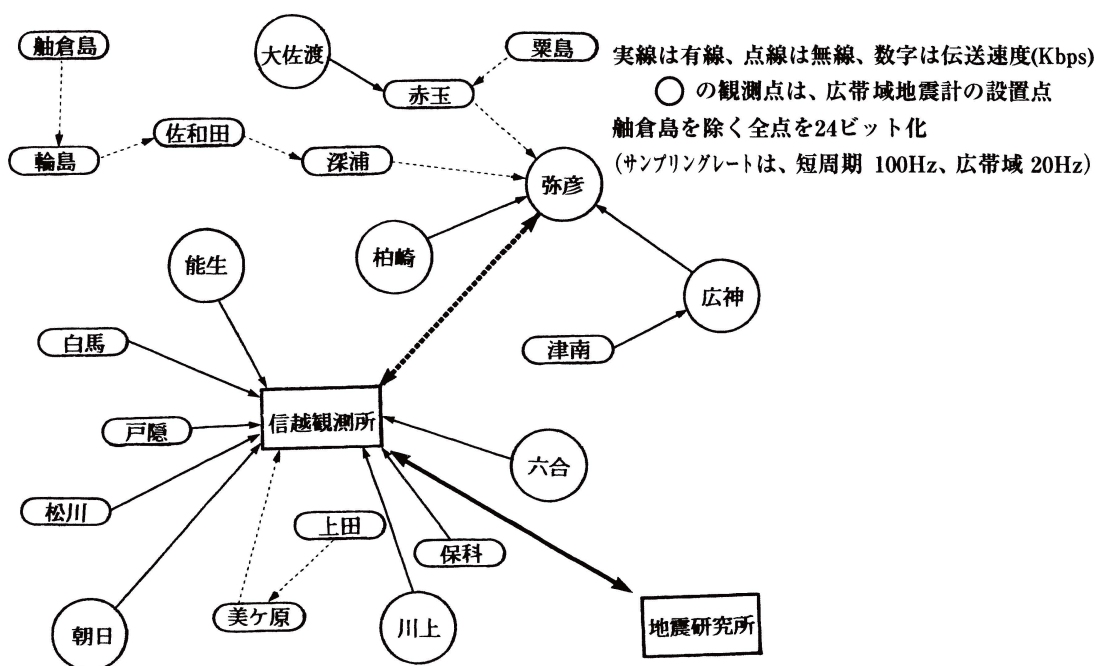 舳倉島
大佐渡
粟島
実線は有線、点線は無線、数字は伝送速度(Kbps)
赤玉
○ の観測点は、広帯域地震計の設置点
佐和田
舳倉島を除く全点を24ビット化
輪島
深浦
(サンプリングレートは、短周期 100Hz、広帯域 20Hz)
弥彦
柏崎
能生
広神
白馬
津南
信越観測所
戸隠
六合
松川
上田
保科
美ケ原
朝日
川上
地震研究所